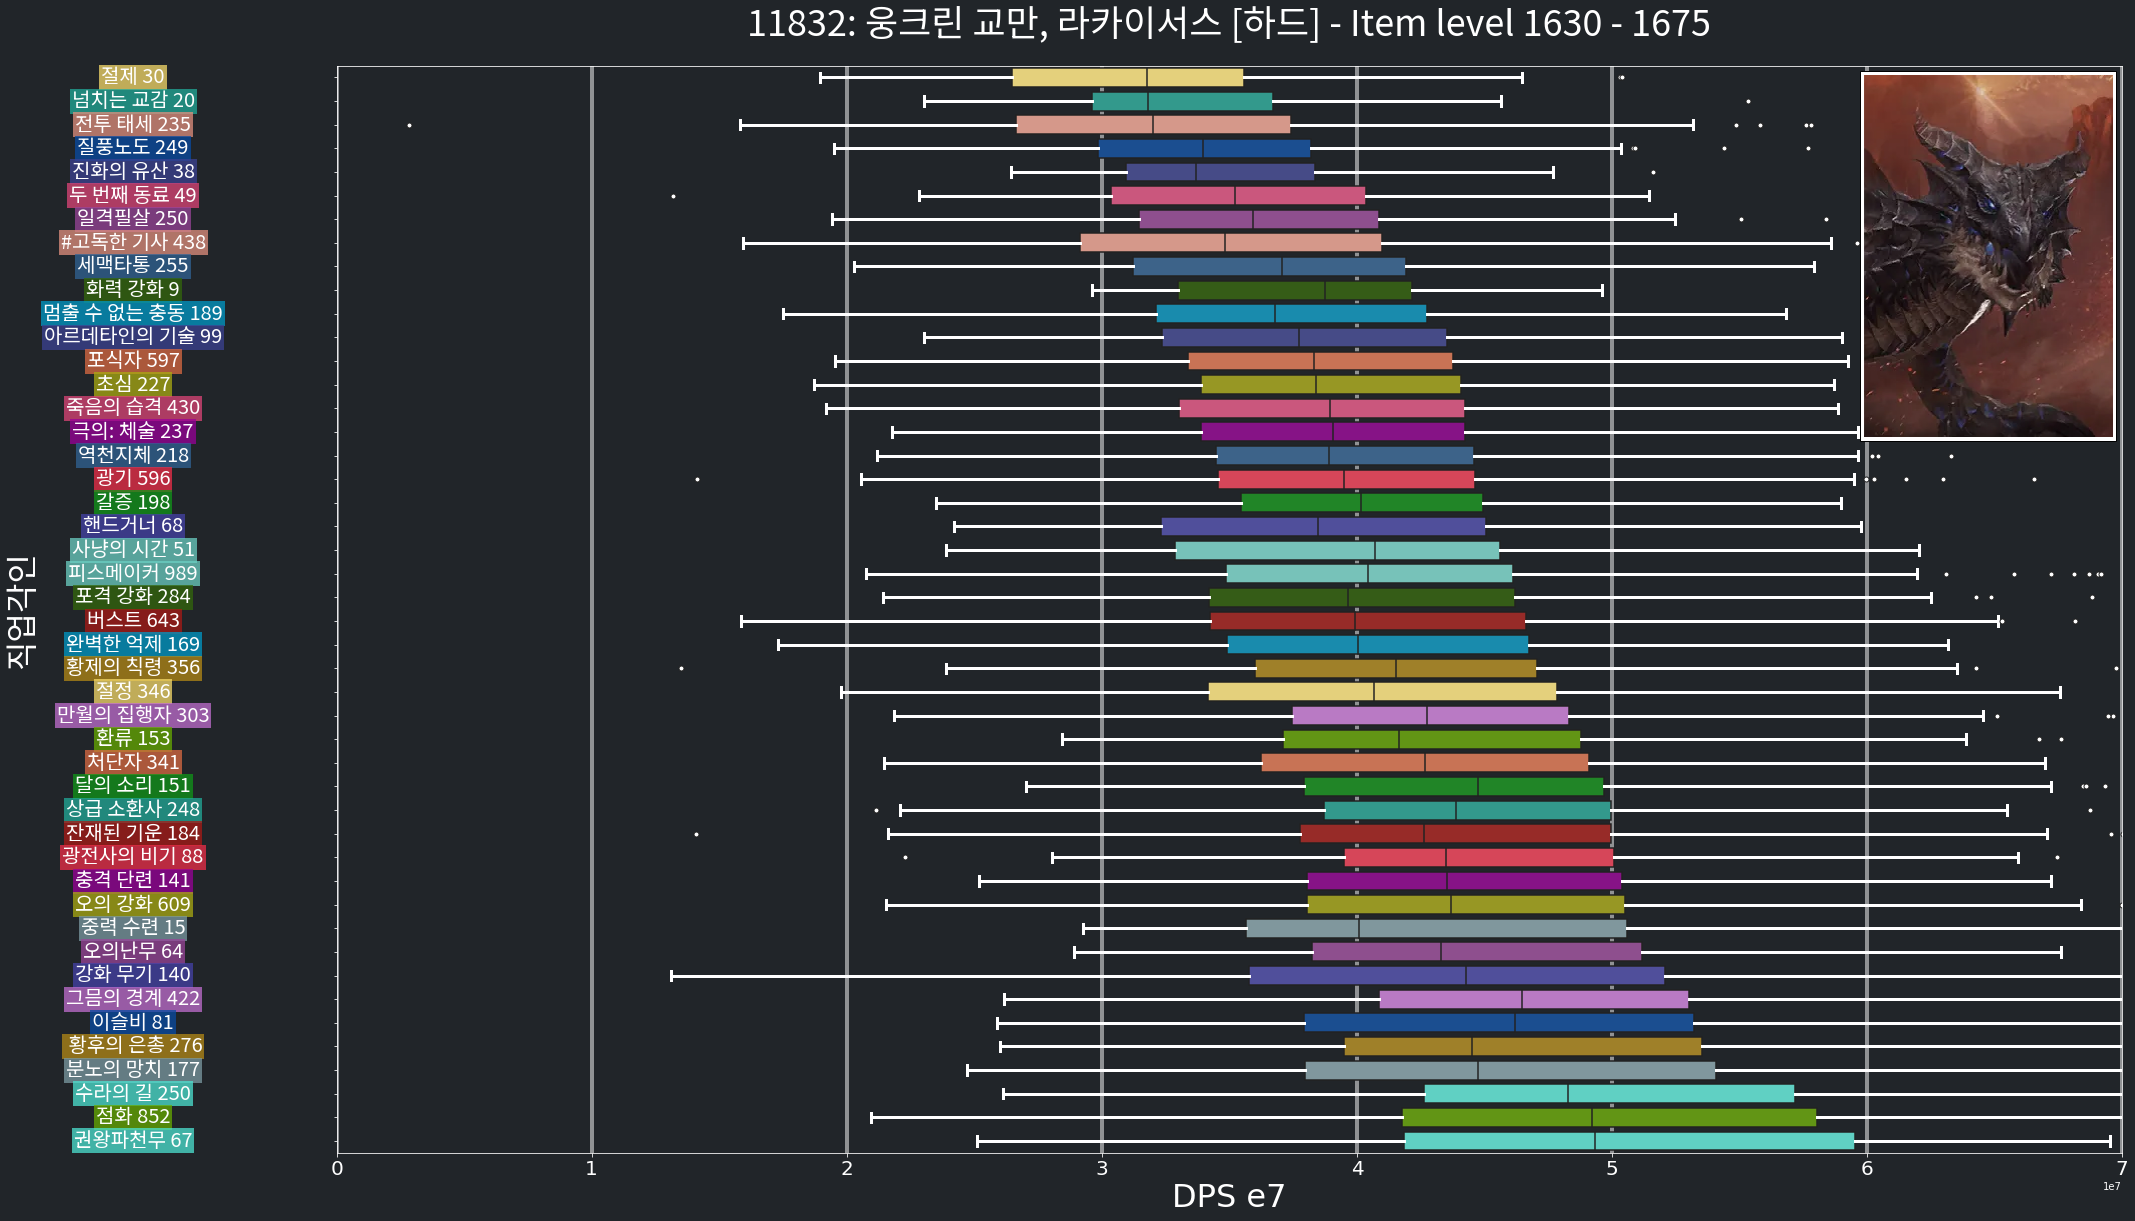 11832: 웅크린 교만, 라카이서스 [하드] - Item level 1630 - 1675
절제 30
넘치는 교감 20
전투 태세 235
질풍노도 249
진화의 유산 38
두 번째 동료 49
일격필살 250
#고독한 기사 438
세맥타통 255
화력 강화 9
멈출 수 없는 충동 189
아르데타인의 기술 99
포식자 597
초심 227
죽음의 습격 430
극의: 체술 237
역천지체 218
광기 596
갈증 198
핸드거너 68
사냥의 시간 51
피스메이커 989
포격 강화 284
버스트 643
완벽한 억제 169
황제의 칙령 356
절정 346
만월의 집행자 303
환류 153
처단자 341
달의 소리 151
상급 소환사 248
잔재된 기운 184
광전사의 비기 88
충격 단련 141
오의 강화 609
중력 수련 15
오의난무 64
강화 무기 140
그믐의 경계 422
이슬비 81
황후의 은총 276
분노의 망치 177
수라의 길 250
점화 852
권왕파천무 67
직업각인
0 1 2 3 4 5 6 7
1e7
DPS e7